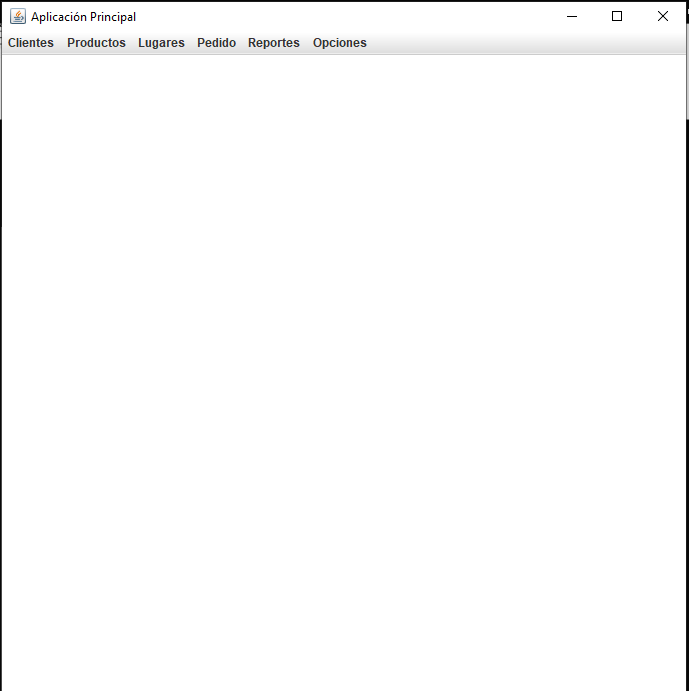 Aplicación Principal
Clientes Productos Lugares Pedido Reportes Opciones